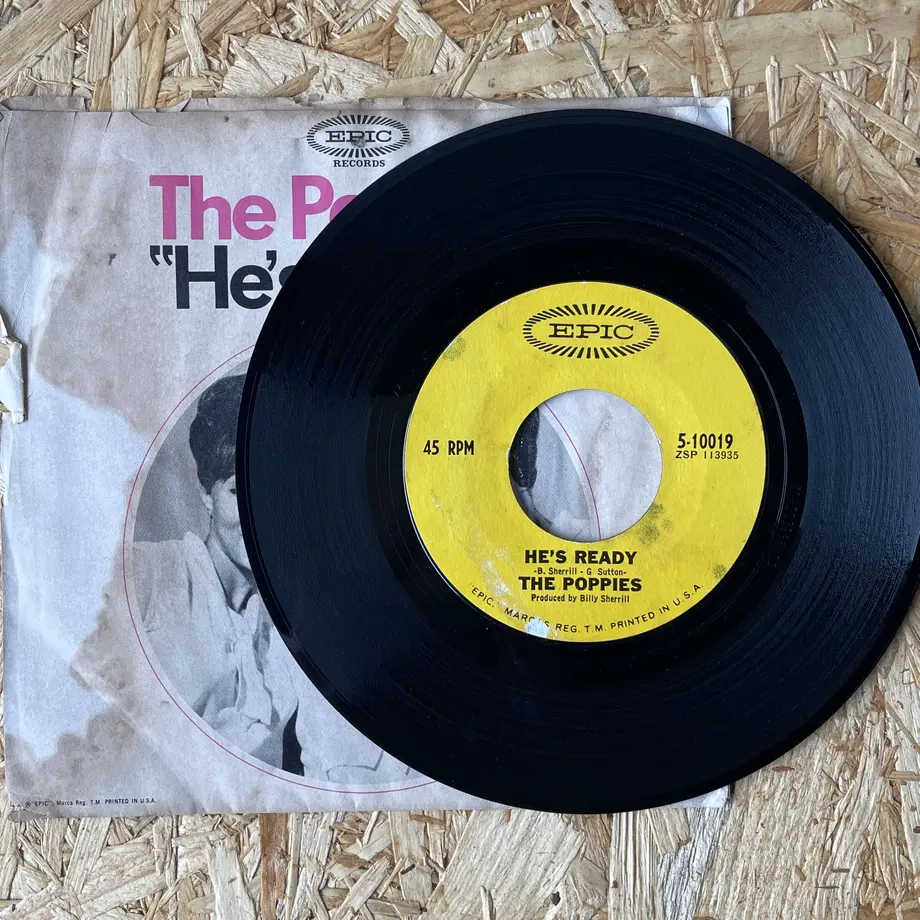 EPIC
RECORDS
The Po
"He's
® "EPIC", Marca Reg. T.M. PRINTED IN U.S.A.
EPIC
45 RPM
5-10019
ZSP 113935
HE'S READY
-B. Sherrill - G Sutton-
THE POPPIES
Produced by Billy Sherrill
"EPIC," MARCAS REG. T.M. PRINTED IN U.S.A.